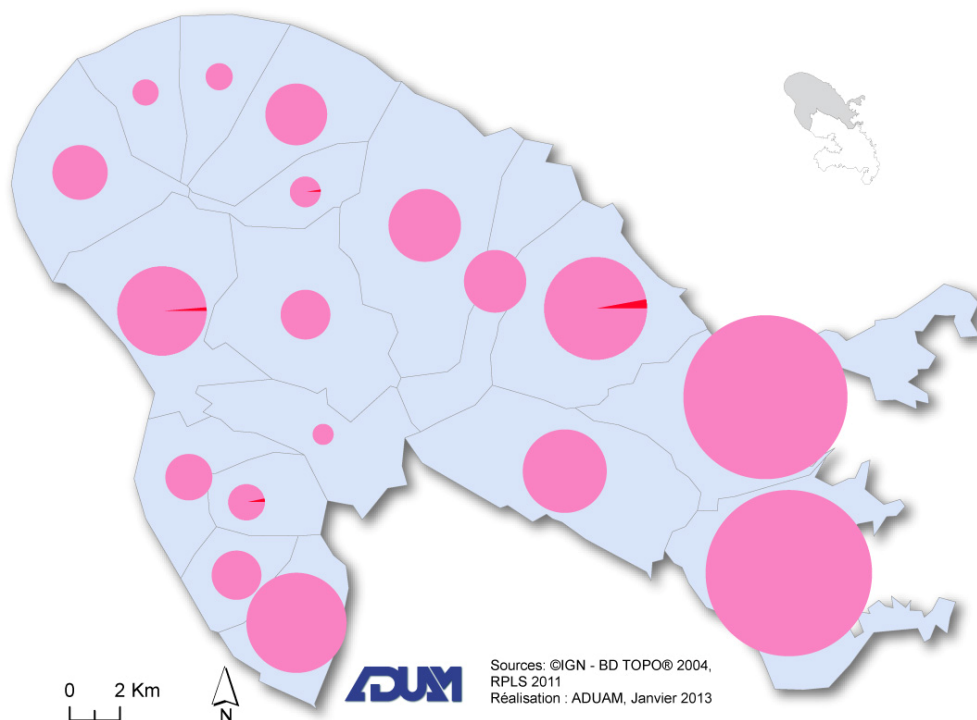 0 2 Km
N
ADUAM
Sources: ©IGN - BD TOPO® 2004,
RPLS 2011
Réalisation : ADUAM, Janvier 2013